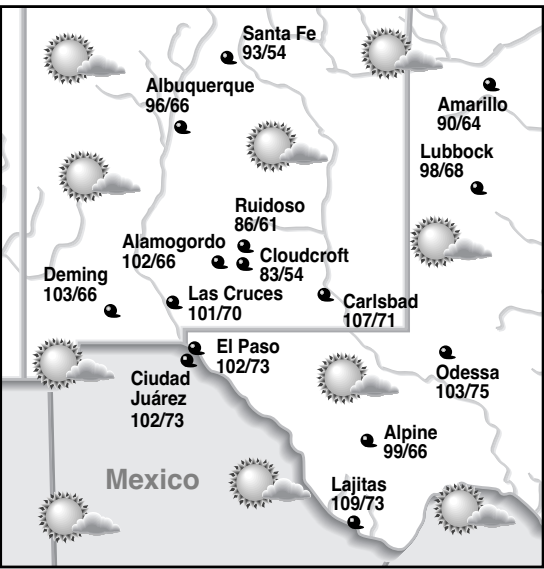 Santa Fe
93/54
Albuquerque
96/66
Amarillo
90/64
Lubbock
98/68
Ruidoso
86/61
Alamogordo
102/66
Cloudcroft
83/54
Deming
103/66
Las Cruces
101/70
Carlsbad
107/71
El Paso
102/73
Ciudad
Juárez
102/73
Odessa
103/75
Alpine
99/66
Mexico
Lajitas
109/73